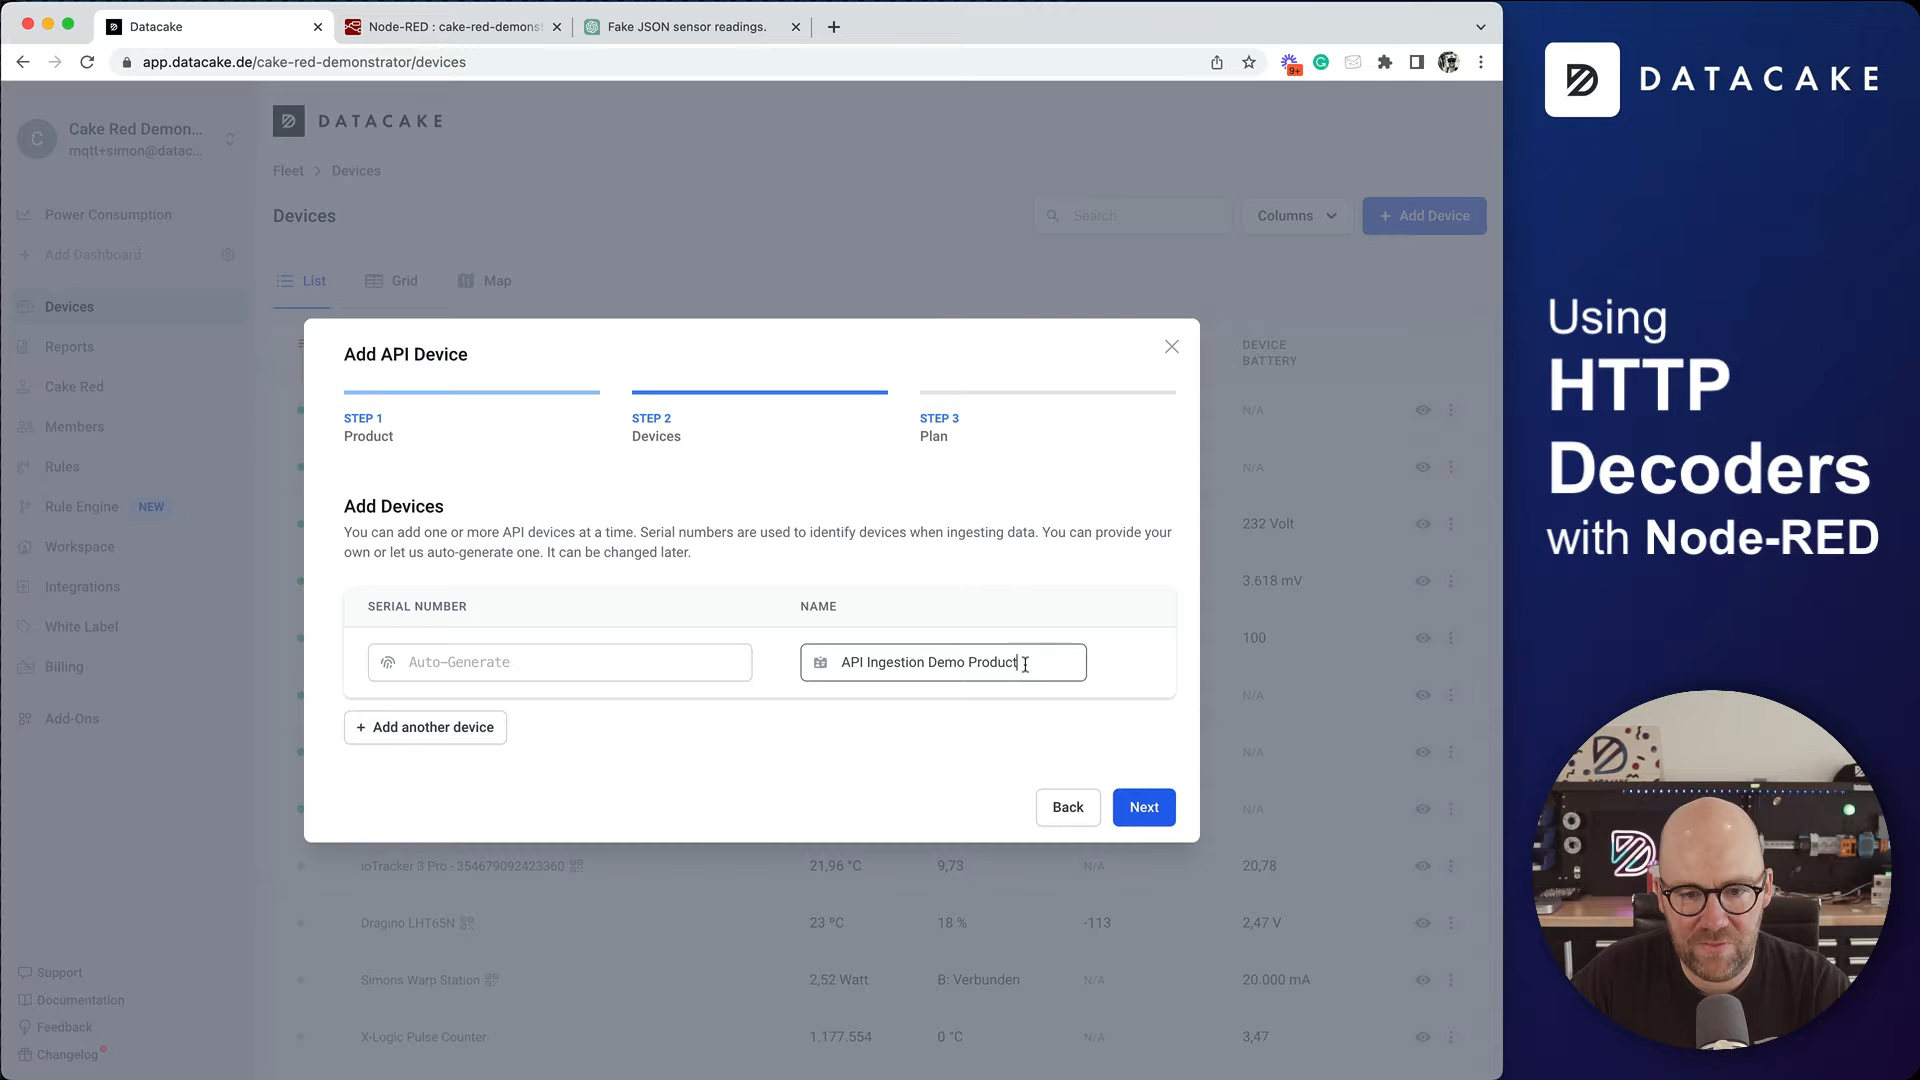 Datacake
Node-RED : cake-red-demonst
Fake JSON sensor readings.
app.datacake.de/cake-red-demonstrator/devices
9+
C
Cake Red Demon...
mqtt+simon@datac...
Power Consumption
Add Dashboard
Devices
Reports
Cake Red
Members
Rules
Rule Engine NEW
Workspace
Integrations
White Label
Billing
Add-Ons
Support
Documentation
Feedback
Changelog
DATACAKE
Fleet > Devices
Devices
Search
Columns
+ Add Device
List
Grid
Map
DEVICE
BATTERY
N/A
N/A
232 Volt
3.618 mV
100
N/A
N/A
N/A
Add API Device
STEP 1
Product
STEP 2
Devices
STEP 3
Plan
Add Devices
You can add one or more API devices at a time. Serial numbers are used to identify devices when ingesting data. You can provide your
own or let us auto-generate one. It can be changed later.
SERIAL NUMBER
NAME
Auto-Generate
API Ingestion Demo Product
+ Add another device
Back
Next
ioTracker 3 Pro - 354679092423360 21,96 °C 9,73 N/A 20,78
Dragino LHT65N 23 °C 18 % -113 2,47 V
Simons Warp Station 2,52 Watt B: Verbunden N/A 20.000 mA
X-Logic Pulse Counter 1.177.554 0 °C N/A 3,47
DATACAKE
Using
HTTP
Decoders
with Node-RED